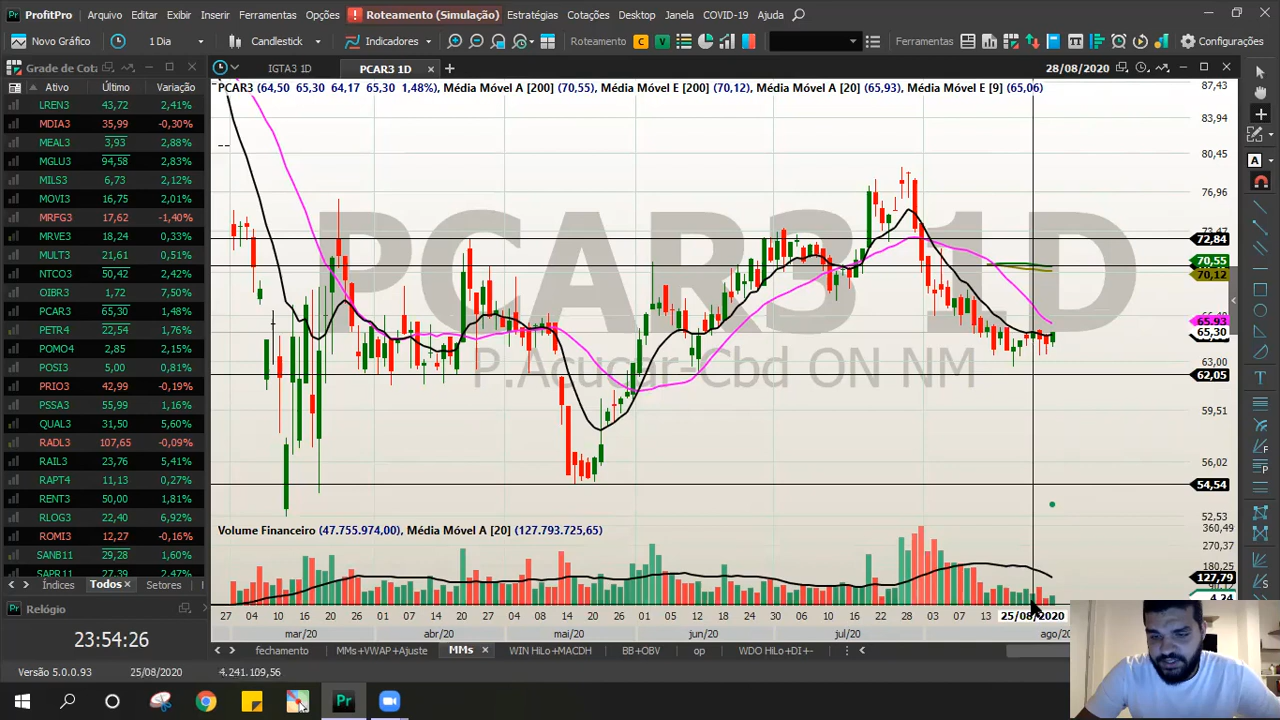 ProfitPro
Arquivo Editar Exibir Inserir Ferramentas Opções ! Roteamento (Simulação) Estratégias Cotações Desktop Janela COVID-19 Ajuda
Novo Gráfico 1 Dia Candlestick Indicadores Roteamento C V Ferramentas Configurações
Grade de Cota IGTA3 1D PCAR3 1D 28/08/2020
Ativo Último Variação
PCAR3 (64,50 65,30 64,17 65,30 1,48%), Média Móvel A [200] (70,55), Média Móvel E [200] (70,12), Média Móvel A [20] (65,93), Média Móvel E [9] (65,06)
LREN3 43,72 2,41%
MDIA3 35,99 -0,30%
MEAL3 3,93 2,88%
MGLU3 94,58 2,83%
MILS3 6,73 2,12%
MOVI3 16,75 2,01%
MRFG3 17,62 -1,40%
MRVE3 18,24 0,33%
MULT3 21,61 0,51%
NTCO3 50,42 2,42%
OIBR3 1,72 7,50%
PCAR3 65,30 1,48%
PETR4 22,54 1,76%
POMO4 2,85 2,15%
POSI3 5,00 0,81%
PRIO3 42,99 -0,19%
PSSA3 55,99 1,16%
QUAL3 31,50 5,60%
RADL3 107,65 -0,09%
RAIL3 23,76 5,41%
RAPT4 11,13 0,27%
RENT3 50,00 1,81%
RLOG3 22,40 6,92%
ROMI3 12,27 -0,16%
SANB11 29,28 1,60%
SAPR11 27,39 2,47%
PCAR3 1D
P.Acucar-Cbd ON NM
87,43
83,94
80,45
76,96
73,47
72,84
70,55
70,12
65,93
65,30
63,00
62,05
59,51
56,02
54,54
52,53
Volume Financeiro (47.755.974,00), Média Móvel A [20] (127.793.725,65)
360,49
270,37
180,25
127,79
4,24
27 04 10 16 20 26 01 07 14 20 27 04 08 14 20 26 01 05 12 18 24 30 06 10 16 22 28 03 07 13 25/08/2020
mar/20 abr/20 mai/20 jun/20 jul/20 ago/20
Índices Todos Setores
fechamento MMs+VWAP+Ajuste MMs WIN HiLo+MACDH BB+OBV op WDO HiLo+DI+-
Relógio
23:54:26
Versão 5.0.0.93 25/08/2020 4.241.109,56